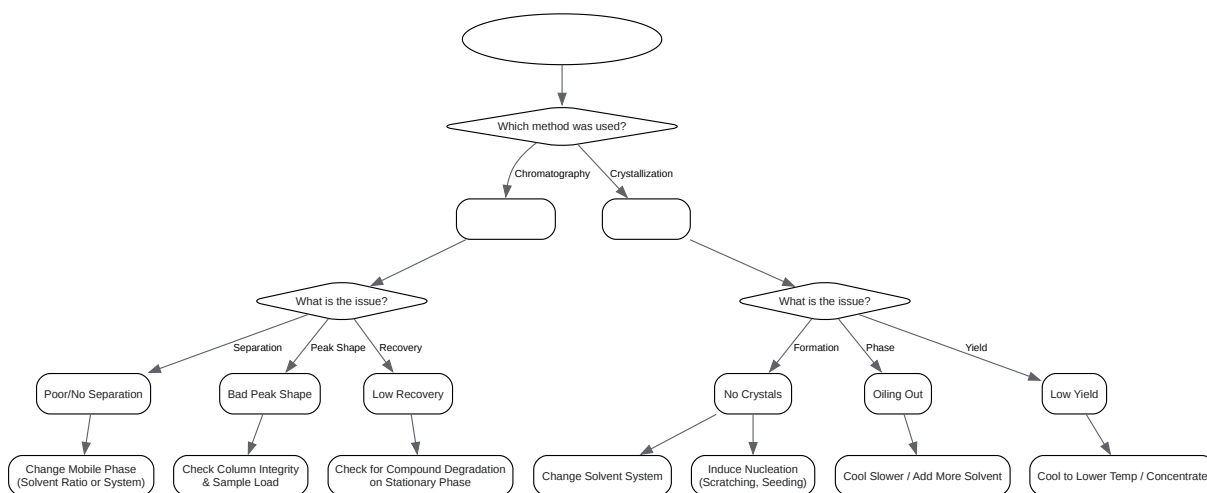 Which method was used?
Chromatography
Crystallization
What is the issue?
What is the issue?
Separation
Peak Shape
Recovery
Formation
Phase
Yield
Poor/No Separation
Bad Peak Shape
Low Recovery
No Crystals
Oiling Out
Low Yield
Change Mobile Phase
(Solvent Ratio or System)
Check Column Integrity
& Sample Load
Check for Compound Degradation
on Stationary Phase
Change Solvent System
Induce Nucleation
(Scratching, Seeding)
Cool Slower / Add More Solvent
Cool to Lower Temp / Concentrate